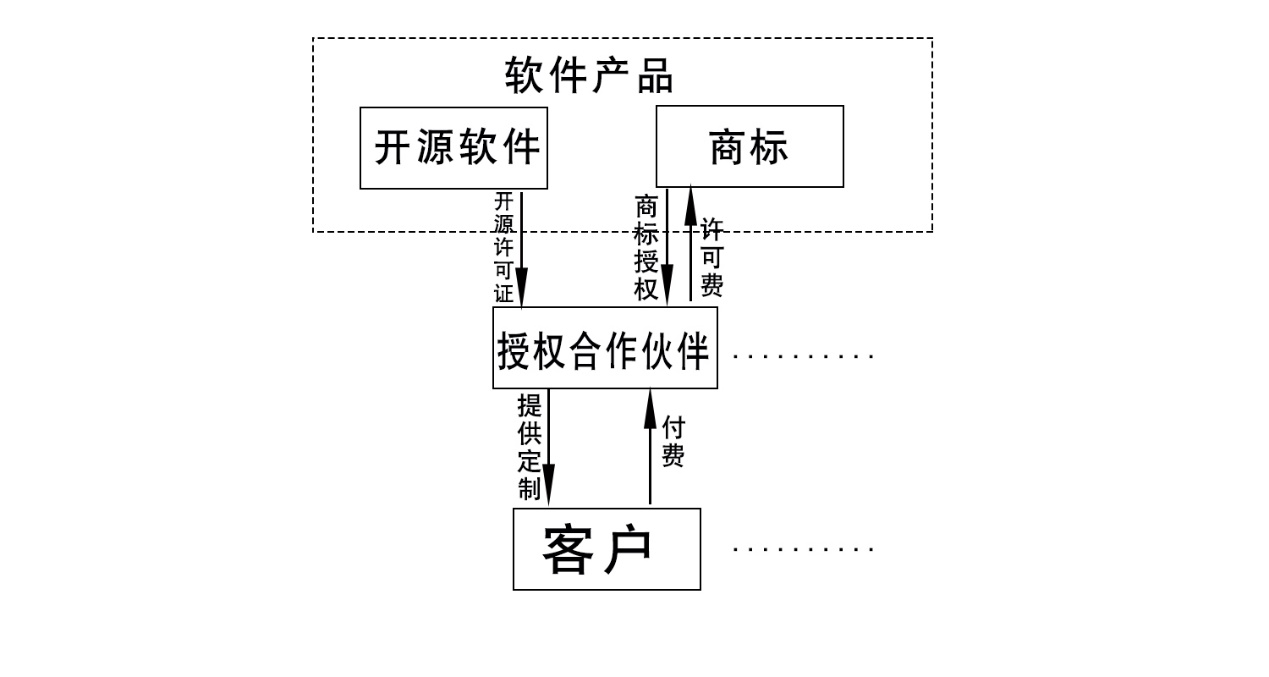 软件产品
开源软件
商标
开源许可证
商标授权
许可费
授权合作伙伴
..........
提供定制
付费
客户
..........